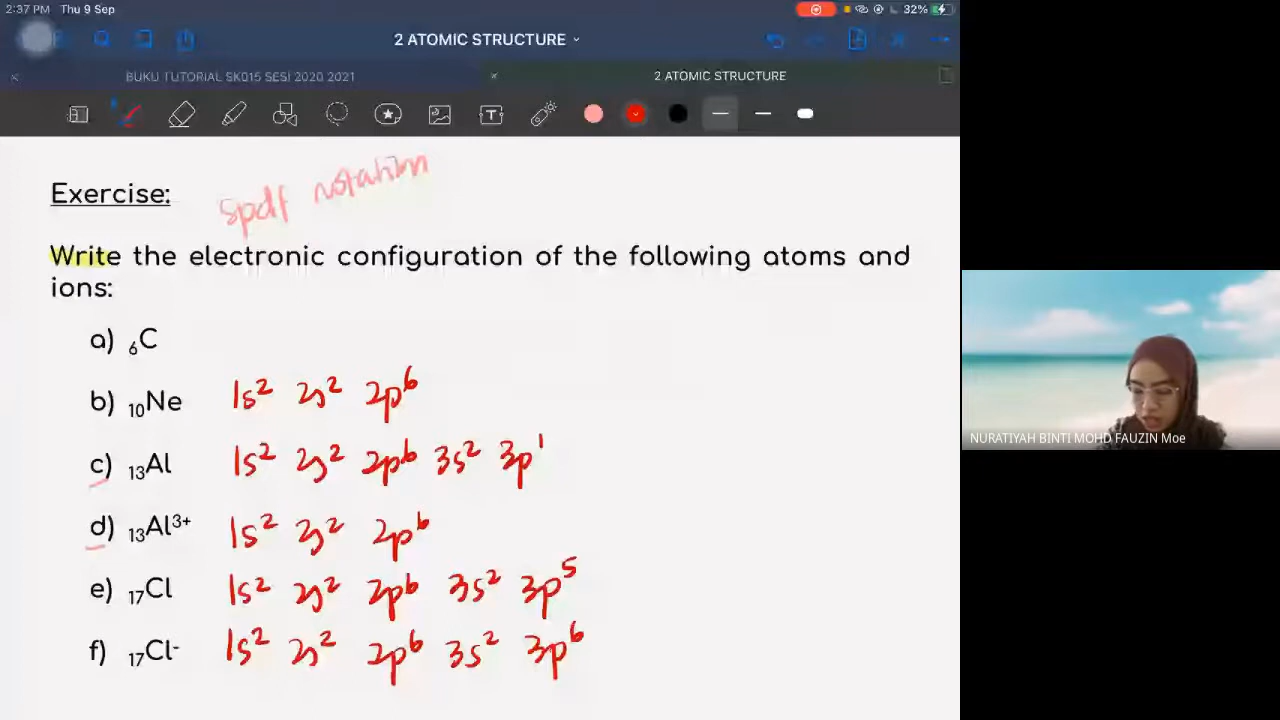 2:37 PM Thu 9 Sep
32%
2 ATOMIC STRUCTURE
BUKU TUTORIAL SK015 SESI 2020 2021
2 ATOMIC STRUCTURE
T
spdf notation
Exercise:
Write the electronic configuration of the following atoms and
ions:
a) ₆C
b) ₁₀Ne 1s² 2s² 2p⁶
c) ₁₃Al 1s² 2s² 2p⁶ 3s² 3p¹
d) ₁₃Al³⁺ 1s² 2s² 2p⁶
e) ₁₇Cl 1s² 2s² 2p⁶ 3s² 3p⁵
f) ₁₇Cl⁻ 1s² 2s² 2p⁶ 3s² 3p⁶
NURATIYAH BINTI MOHD FAUZIN Moe